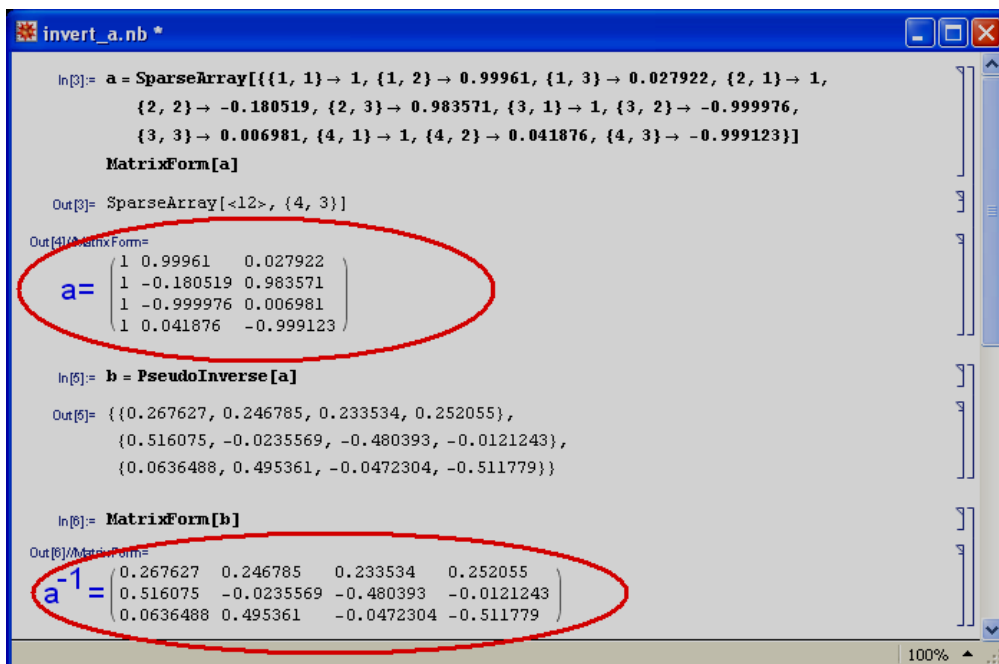 invert_a.nb *
In[3]:= a = SparseArray[{{1, 1} → 1, {1, 2} → 0.99961, {1, 3} → 0.027922, {2, 1} → 1,
{2, 2} → -0.180519, {2, 3} → 0.983571, {3, 1} → 1, {3, 2} → -0.999976,
{3, 3} → 0.006981, {4, 1} → 1, {4, 2} → 0.041876, {4, 3} → -0.999123}]
MatrixForm[a]
Out[3]= SparseArray[<12>, {4, 3}]
Out[4]//MatrixForm=
a= 1 0.99961 0.027922
1 -0.180519 0.983571
1 -0.999976 0.006981
1 0.041876 -0.999123
In[5]:= b = PseudoInverse[a]
Out[5]= {{0.267627, 0.246785, 0.233534, 0.252055},
{0.516075, -0.0235569, -0.480393, -0.0121243},
{0.0636488, 0.495361, -0.0472304, -0.511779}}
In[6]:= MatrixForm[b]
Out[6]//MatrixForm=
a⁻¹= 0.267627 0.246785 0.233534 0.252055
0.516075 -0.0235569 -0.480393 -0.0121243
0.0636488 0.495361 -0.0472304 -0.511779
100%